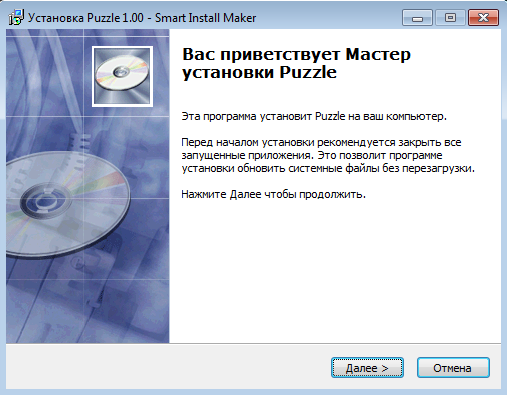 Установка Puzzle 1.00 - Smart Install Maker
Вас приветствует Мастер
установки Puzzle
Эта программа установит Puzzle на ваш компьютер.
Перед началом установки рекомендуется закрыть все
запущенные приложения. Это позволит программе
установки обновить системные файлы без перезагрузки.
Нажмите Далее чтобы продолжить.
Далее >
Отмена